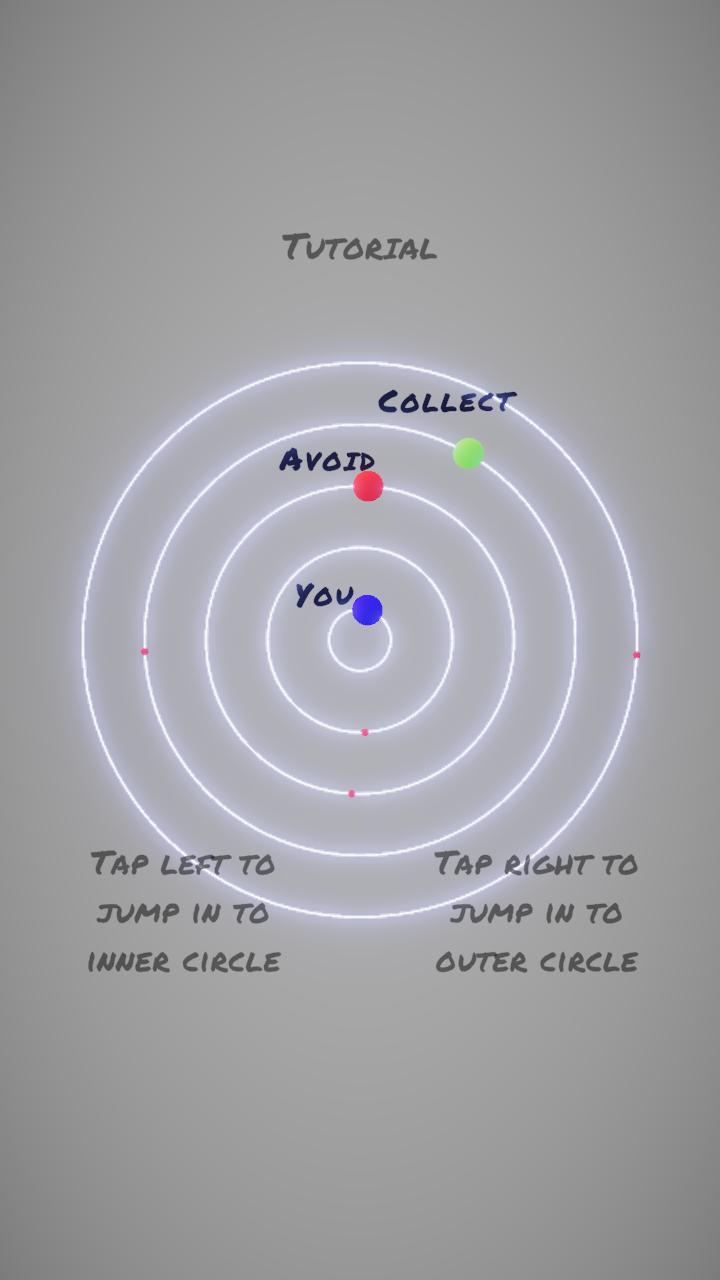 Tutorial
Collect
Avoid
You
Tap left to
jump in to
inner circle
Tap right to
jump in to
outer circle